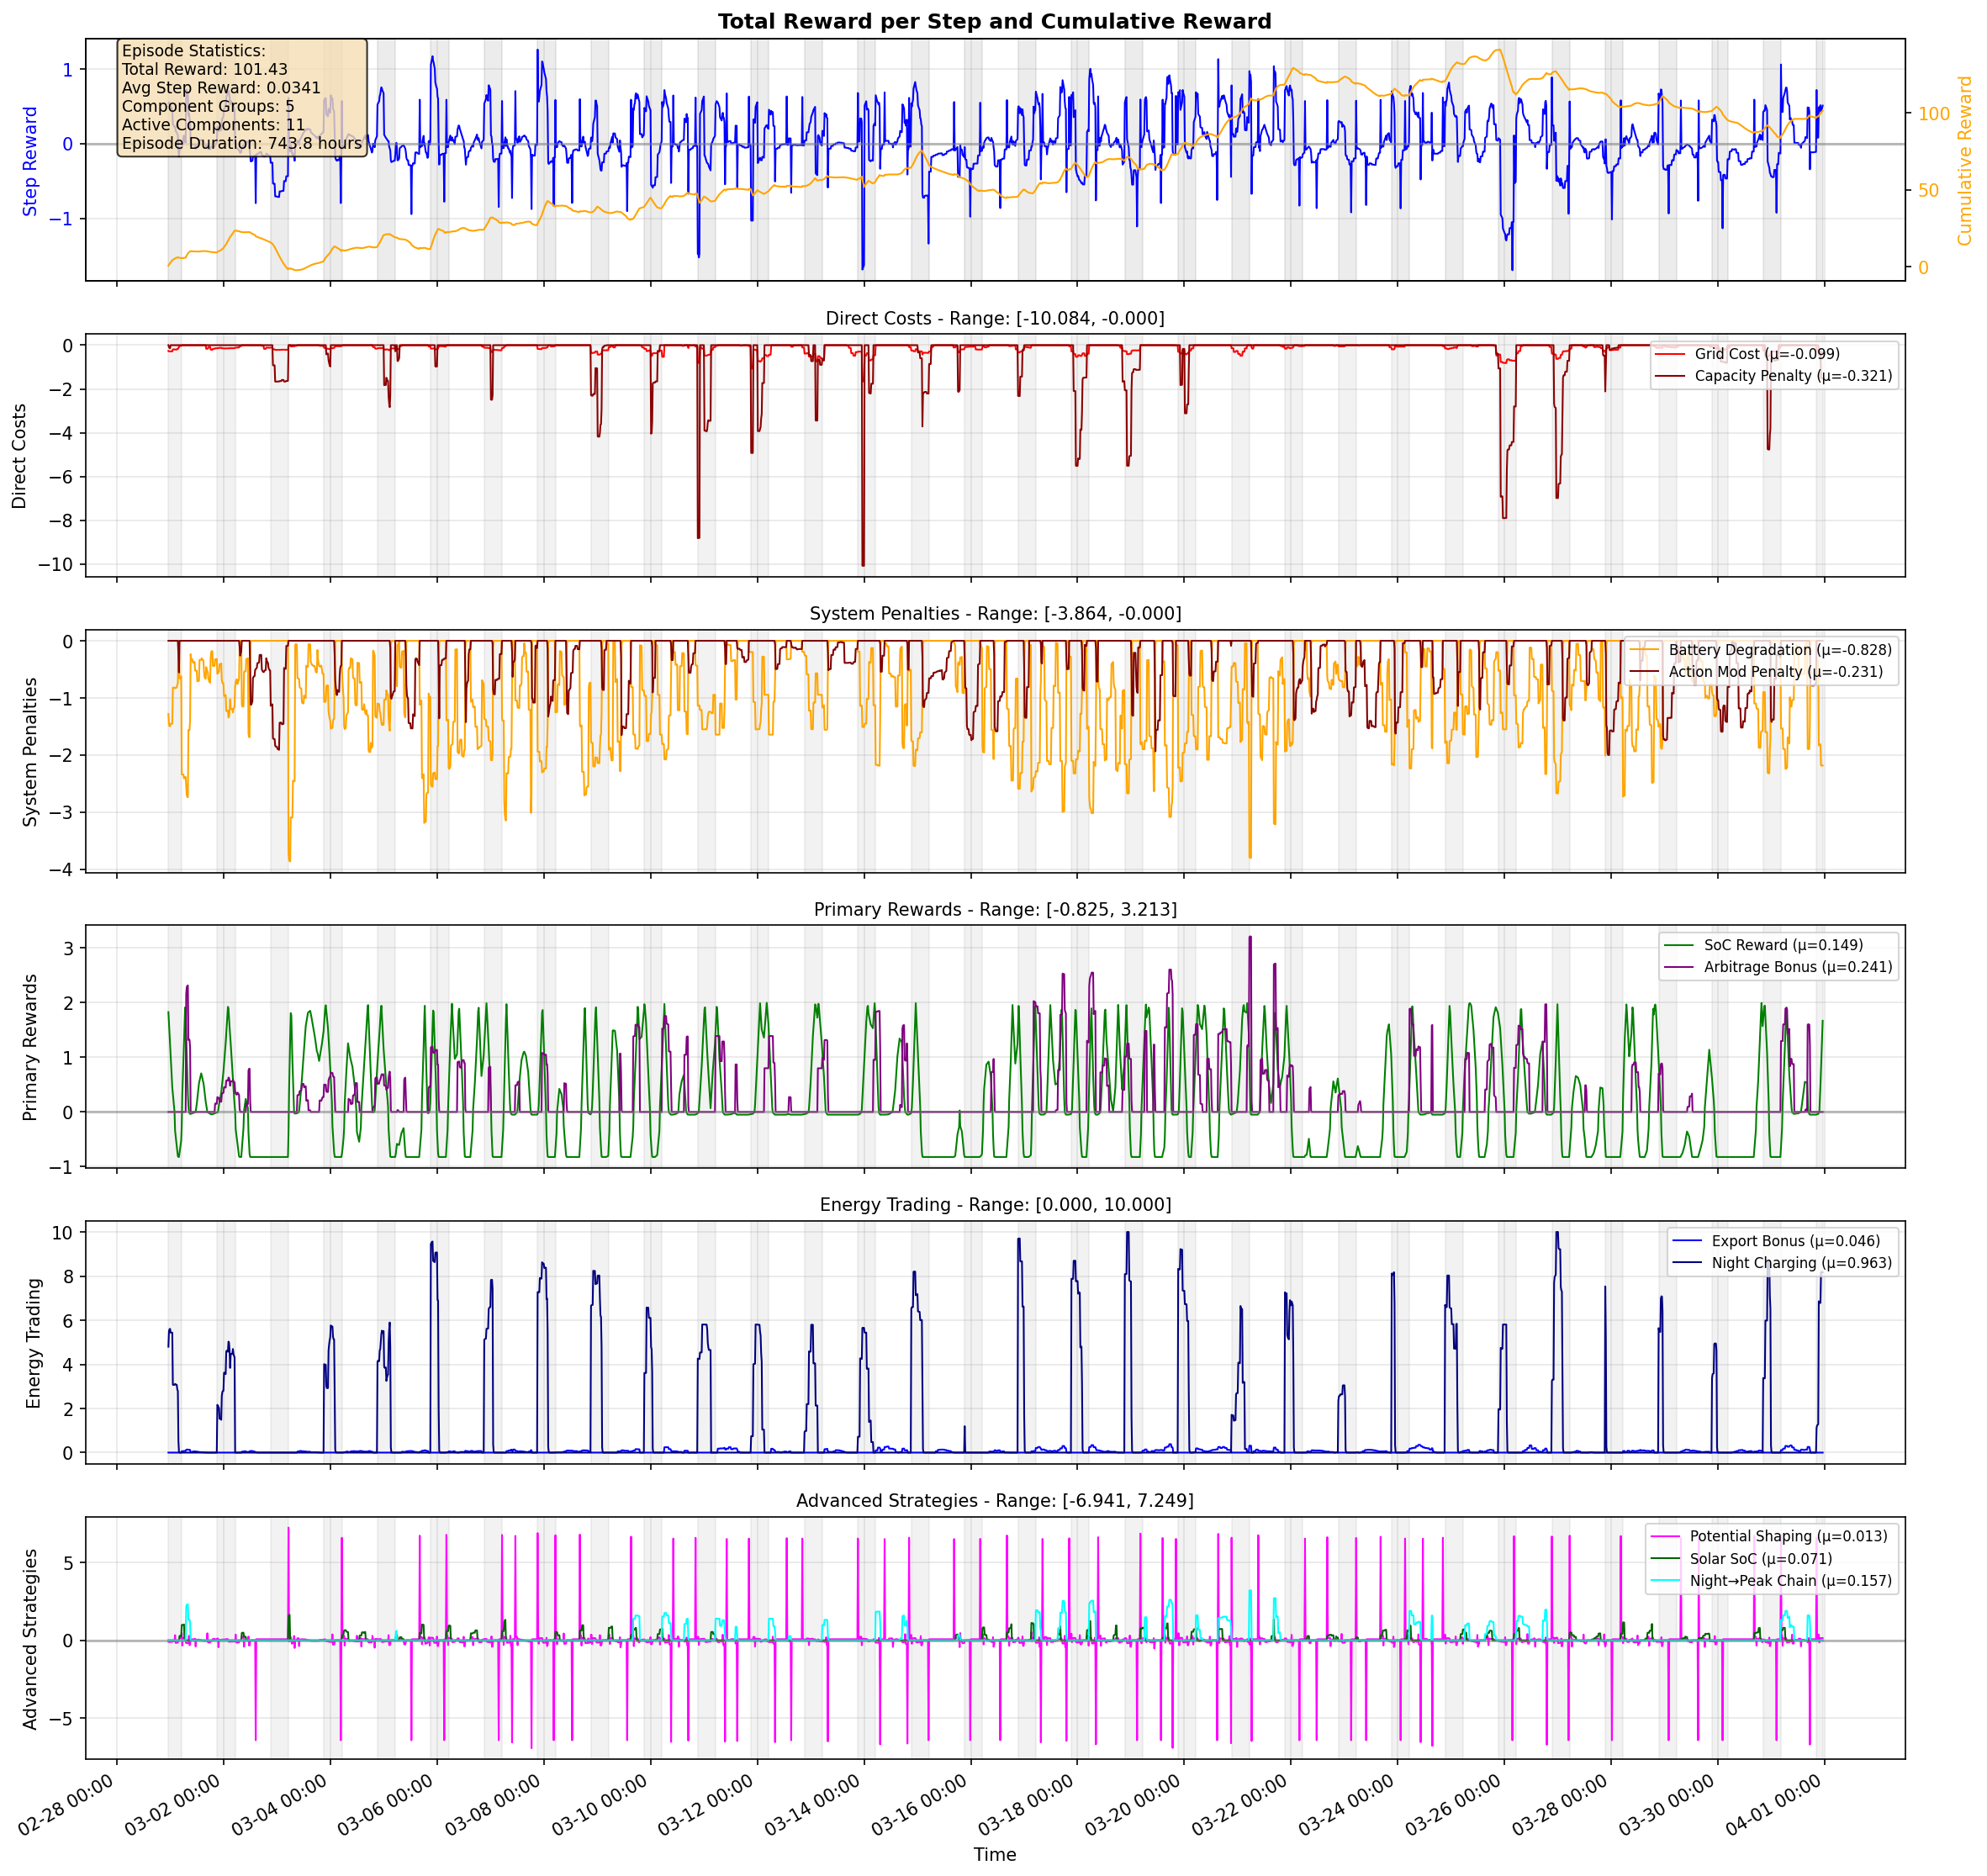 Total Reward per Step and Cumulative Reward
Episode Statistics:
Total Reward: 101.43
Avg Step Reward: 0.0341
Component Groups: 5
Active Components: 11
Episode Duration: 743.8 hours
Step Reward
1
0
−1
Cumulative Reward
100
50
0
Direct Costs - Range: [-10.084, -0.000]
Direct Costs
0
−2
−4
−6
−8
−10
Grid Cost (μ=-0.099)
Capacity Penalty (μ=-0.321)
System Penalties - Range: [-3.864, -0.000]
System Penalties
0
−1
−2
−3
−4
Battery Degradation (μ=-0.828)
Action Mod Penalty (μ=-0.231)
Primary Rewards - Range: [-0.825, 3.213]
Primary Rewards
3
2
1
0
−1
SoC Reward (μ=0.149)
Arbitrage Bonus (μ=0.241)
Energy Trading - Range: [0.000, 10.000]
Energy Trading
10
8
6
4
2
0
Export Bonus (μ=0.046)
Night Charging (μ=0.963)
Advanced Strategies - Range: [-6.941, 7.249]
Advanced Strategies
5
0
−5
Potential Shaping (μ=0.013)
Solar SoC (μ=0.071)
Night→Peak Chain (μ=0.157)
02-28 00:00
03-02 00:00
03-04 00:00
03-06 00:00
03-08 00:00
03-10 00:00
03-12 00:00
03-14 00:00
03-16 00:00
03-18 00:00
03-20 00:00
03-22 00:00
03-24 00:00
03-26 00:00
03-28 00:00
03-30 00:00
04-01 00:00
Time